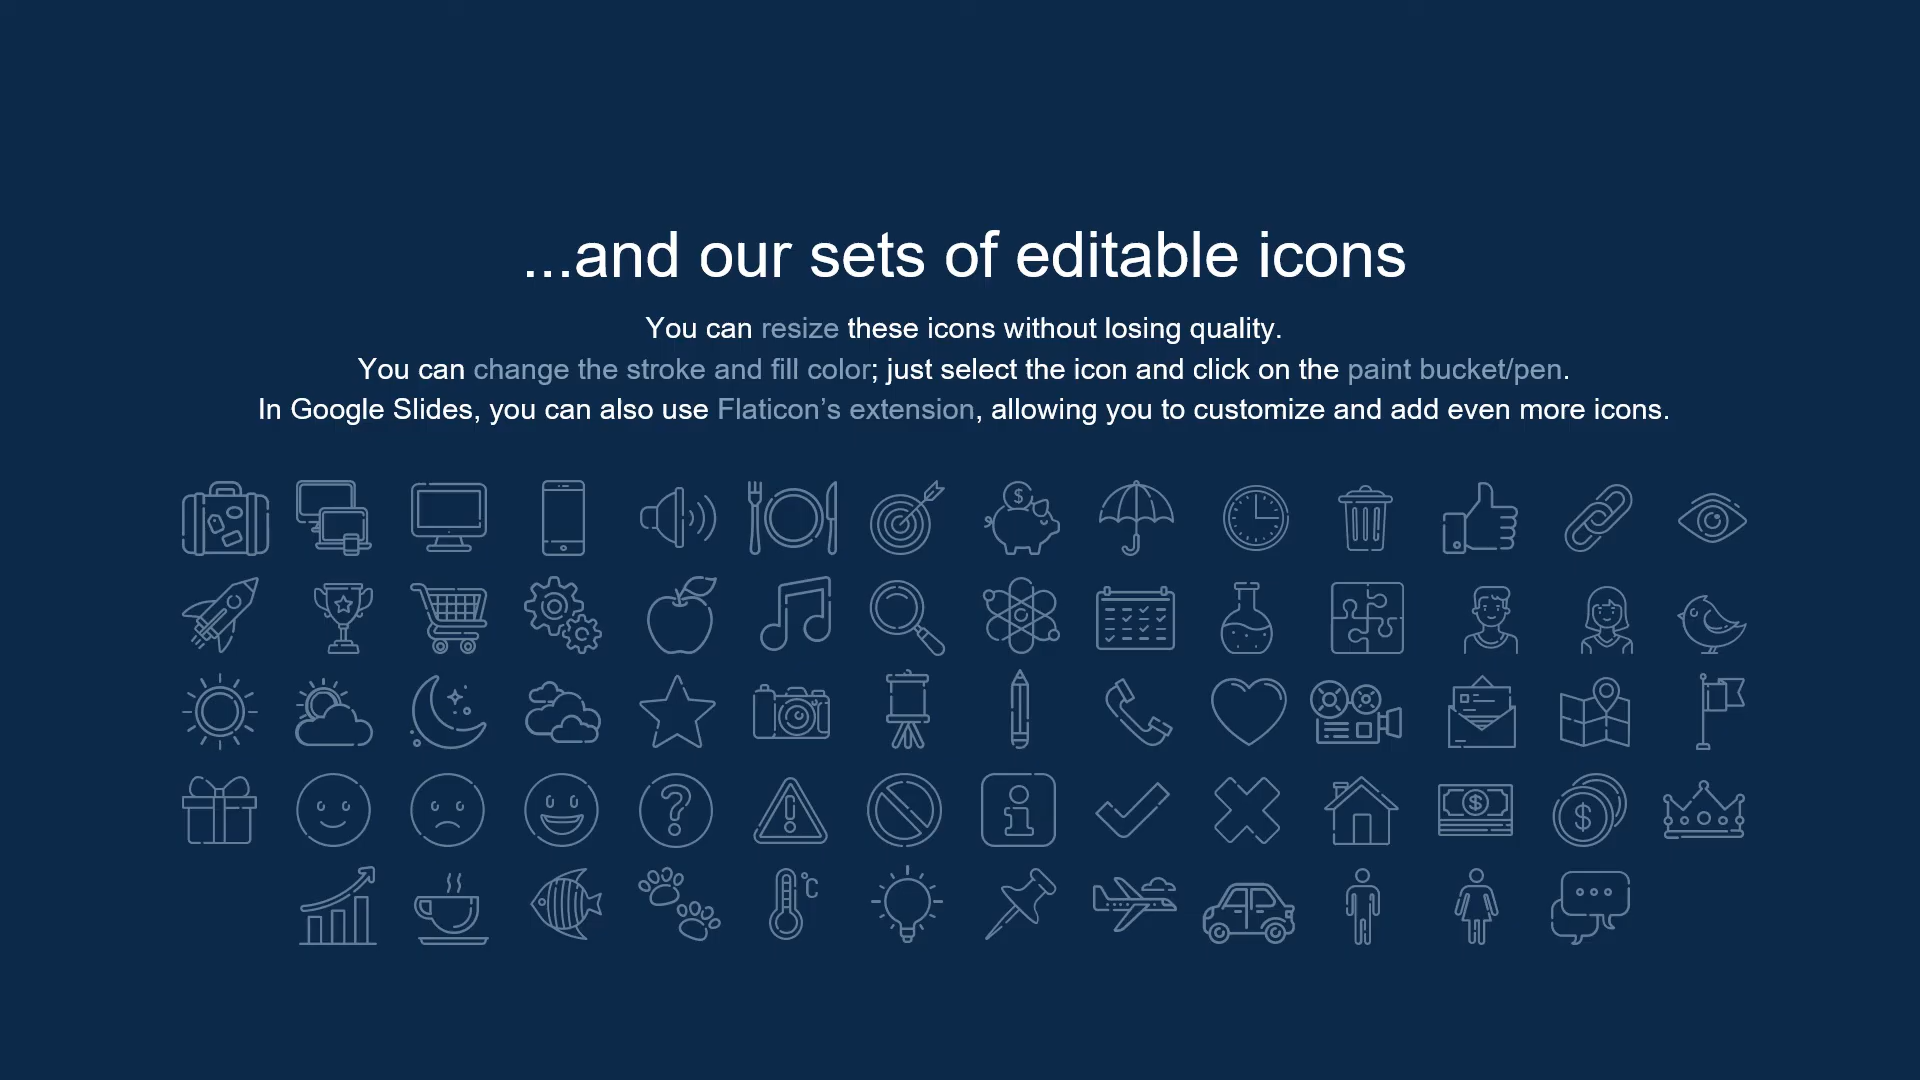 ...and our sets of editable icons
You can resize these icons without losing quality.
You can change the stroke and fill color; just select the icon and click on the paint bucket/pen.
In Google Slides, you can also use Flaticon’s extension, allowing you to customize and add even more icons.
$
?
!
i
$
$
°C